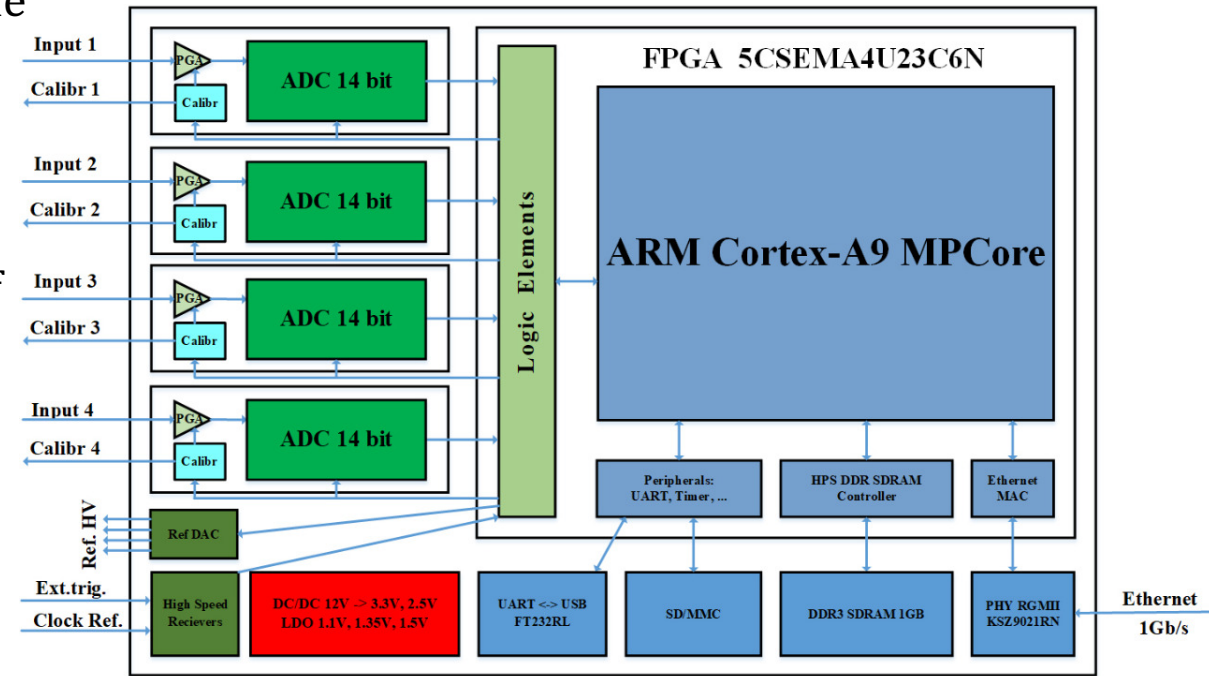 Input 1
Calibr 1
PGA
Calibr
ADC 14 bit
Input 2
Calibr 2
PGA
Calibr
ADC 14 bit
Input 3
Calibr 3
PGA
Calibr
ADC 14 bit
Input 4
Calibr 4
PGA
Calibr
ADC 14 bit
Logic Elements
FPGA 5CSEMA4U23C6N
ARM Cortex-A9 MPCore
Peripherals:
UART, Timer, ...
HPS DDR SDRAM
Controller
Ethernet
MAC
Ref. HV
Ref DAC
Ext.trig.
Clock Ref.
High Speed
Recievers
DC/DC 12V -> 3.3V, 2.5V
LDO 1.1V, 1.35V, 1.5V
UART <-> USB
FT232RL
SD/MMC
DDR3 SDRAM 1GB
PHY RGMII
KSZ9021RN
Ethernet
1Gb/s